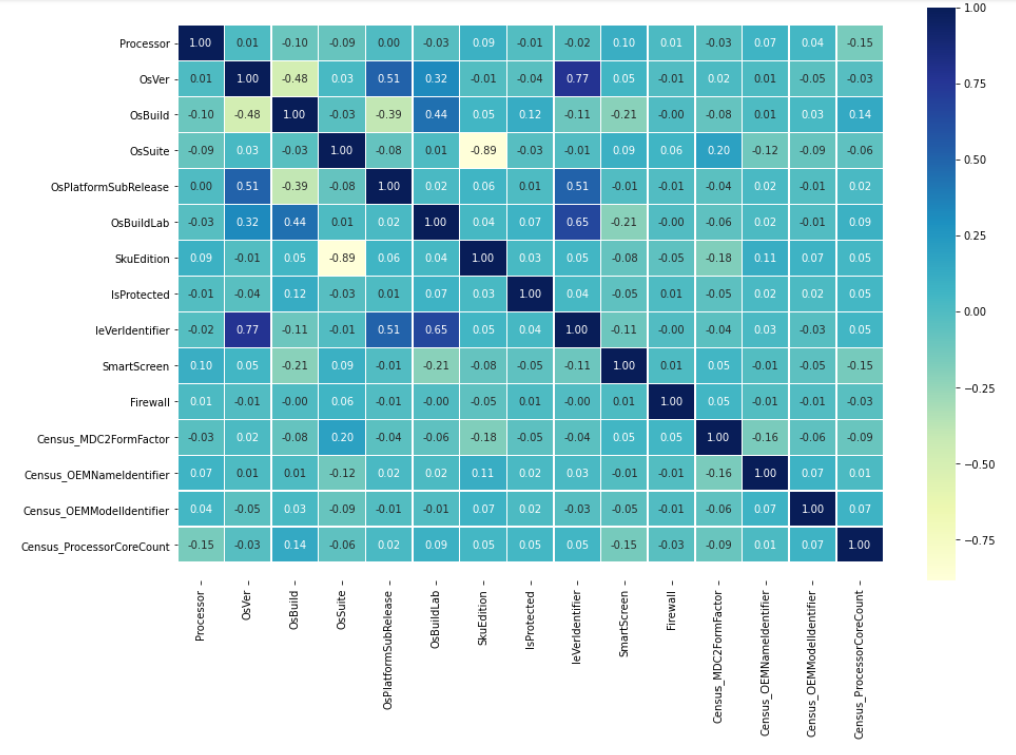 Processor 1.00 0.01 -0.10 -0.09 0.00 -0.03 0.09 -0.01 -0.02 0.10 0.01 -0.03 0.07 0.04 -0.15
OsVer 0.01 1.00 -0.48 0.03 0.51 0.32 -0.01 -0.04 0.77 0.05 -0.01 0.02 0.01 -0.05 -0.03
OsBuild -0.10 -0.48 1.00 -0.03 -0.39 0.44 0.05 0.12 -0.11 -0.21 -0.00 -0.08 0.01 0.03 0.14
OsSuite -0.09 0.03 -0.03 1.00 -0.08 0.01 -0.89 -0.03 -0.01 0.09 0.06 0.20 -0.12 -0.09 -0.06
OsPlatformSubRelease 0.00 0.51 -0.39 -0.08 1.00 0.02 0.06 0.01 0.51 -0.01 -0.01 -0.04 0.02 -0.01 0.02
OsBuildLab -0.03 0.32 0.44 0.01 0.02 1.00 0.04 0.07 0.65 -0.21 -0.00 -0.06 0.02 -0.01 0.09
SkuEdition 0.09 -0.01 0.05 -0.89 0.06 0.04 1.00 0.03 0.05 -0.08 -0.05 -0.18 0.11 0.07 0.05
IsProtected -0.01 -0.04 0.12 -0.03 0.01 0.07 0.03 1.00 0.04 -0.05 0.01 -0.05 0.02 0.02 0.05
IeVerIdentifier -0.02 0.77 -0.11 -0.01 0.51 0.65 0.05 0.04 1.00 -0.11 -0.00 -0.04 0.03 -0.03 0.05
SmartScreen 0.10 0.05 -0.21 0.09 -0.01 -0.21 -0.08 -0.05 -0.11 1.00 0.01 0.05 -0.01 -0.05 -0.15
Firewall 0.01 -0.01 -0.00 0.06 -0.01 -0.00 -0.05 0.01 -0.00 0.01 1.00 0.05 -0.01 -0.01 -0.03
Census_MDC2FormFactor -0.03 0.02 -0.08 0.20 -0.04 -0.06 -0.18 -0.05 -0.04 0.05 0.05 1.00 -0.16 -0.06 -0.09
Census_OEMNameIdentifier 0.07 0.01 0.01 -0.12 0.02 0.02 0.11 0.02 0.03 -0.01 -0.01 -0.16 1.00 0.07 0.01
Census_OEMModelIdentifier 0.04 -0.05 0.03 -0.09 -0.01 -0.01 0.07 0.02 -0.03 -0.05 -0.01 -0.06 0.07 1.00 0.07
Census_ProcessorCoreCount -0.15 -0.03 0.14 -0.06 0.02 0.09 0.05 0.05 0.05 -0.15 -0.03 -0.09 0.01 0.07 1.00
Processor
OsVer
OsBuild
OsSuite
OsPlatformSubRelease
OsBuildLab
SkuEdition
IsProtected
IeVerIdentifier
SmartScreen
Firewall
Census_MDC2FormFactor
Census_OEMNameIdentifier
Census_OEMModelIdentifier
Census_ProcessorCoreCount
1.00
0.75
0.50
0.25
0.00
−0.25
−0.50
−0.75